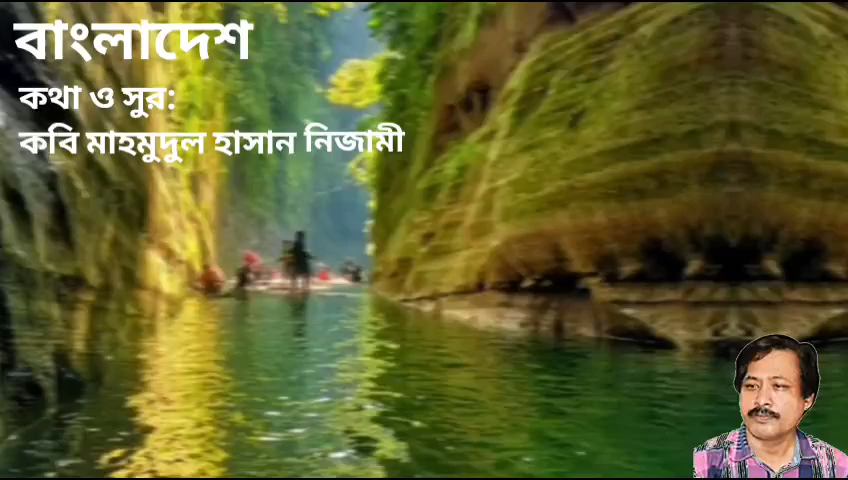 বাংলাদেশ
কথা ও সুর:
কবি মাহমুদুল হাসান নিজামী